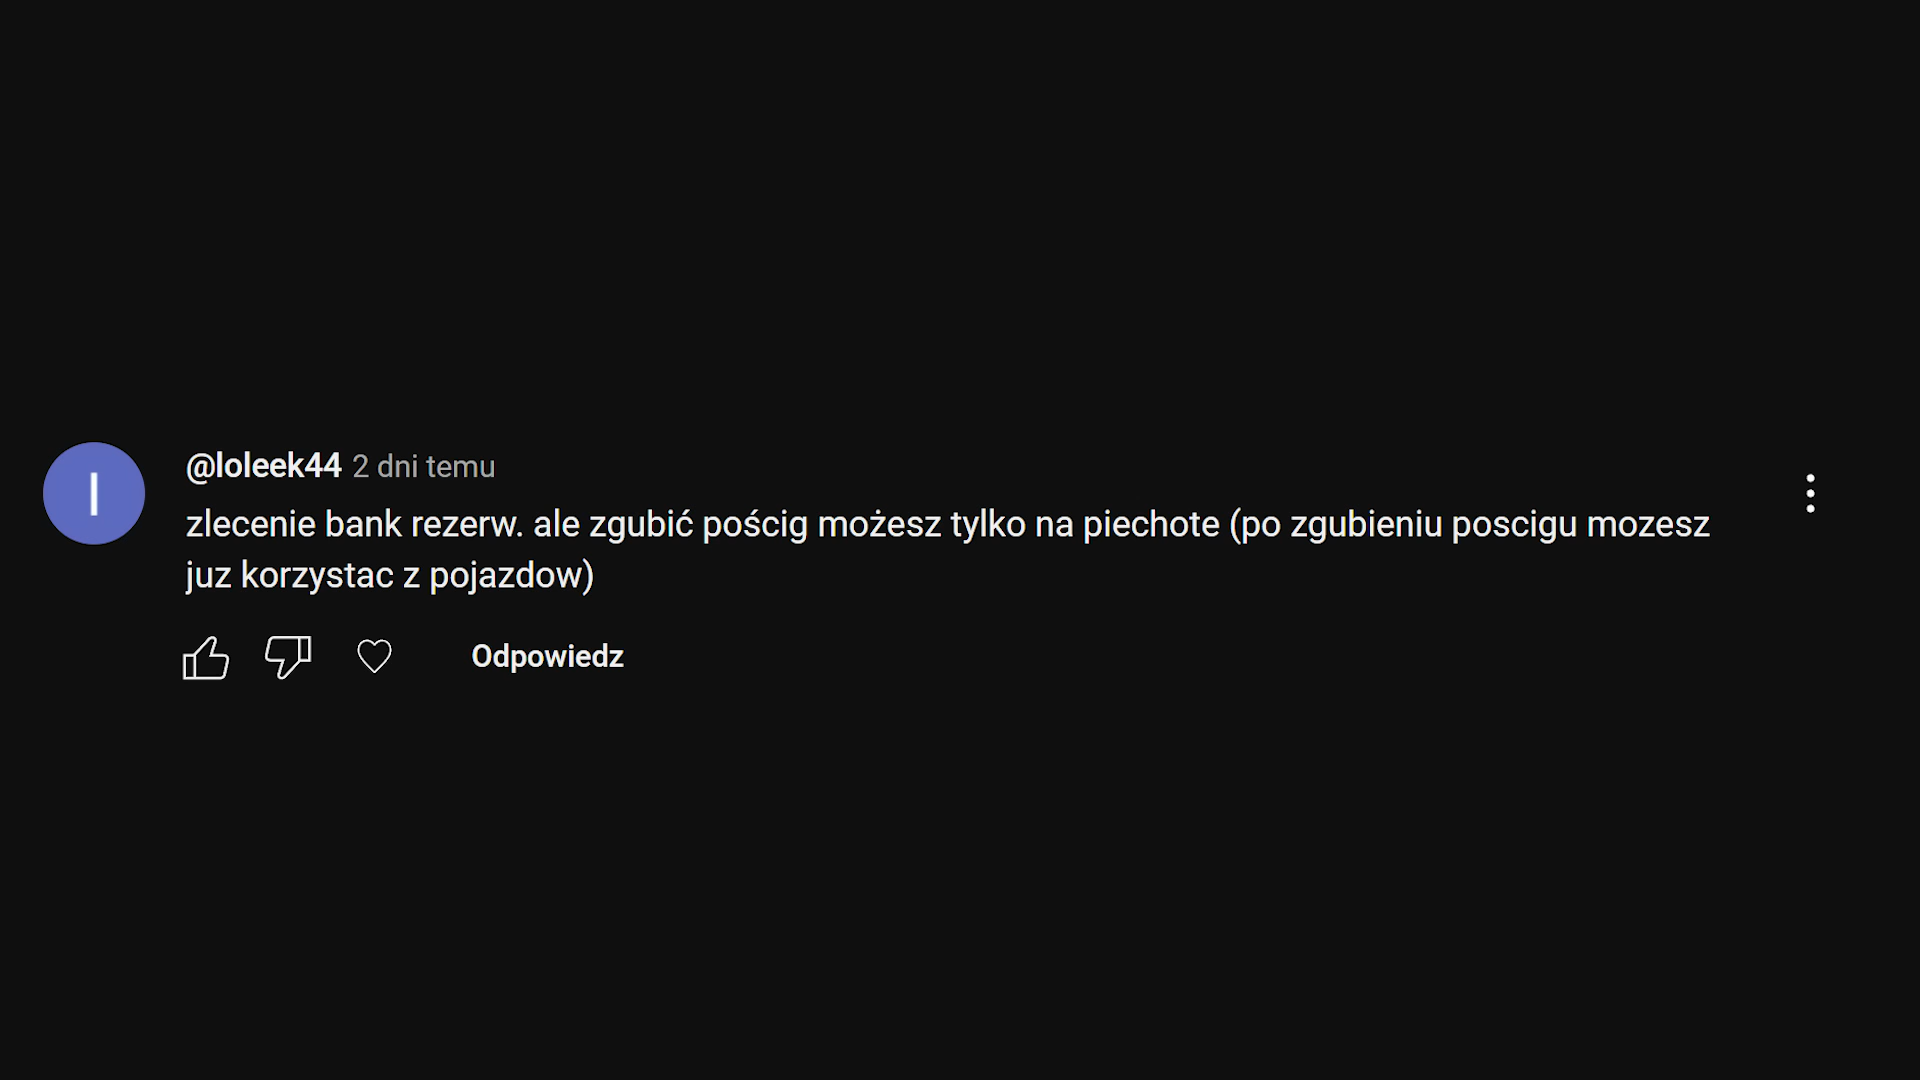 l
@loleek44 2 dni temu
zlecenie bank rezerw. ale zgubić pościg możesz tylko na piechote (po zgubieniu poscigu mozesz
juz korzystac z pojazdow)
Odpowiedz